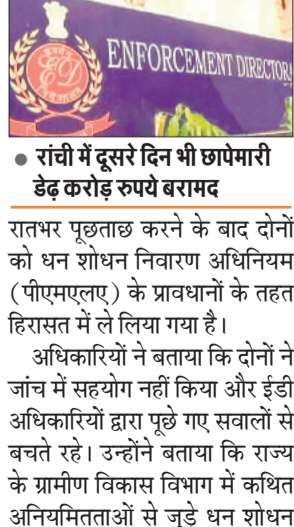 ED
ENFORCEMENT DIRECTORA
● रांची में दूसरे दिन भी छापेमारी
डेढ़ करोड़ रुपये बरामद
रातभर पूछताछ करने के बाद दोनों
को धन शोधन निवारण अधिनियम
(पीएमएलए) के प्रावधानों के तहत
हिरासत में ले लिया गया है।
अधिकारियों ने बताया कि दोनों ने
जांच में सहयोग नहीं किया और ईडी
अधिकारियों द्वारा पूछे गए सवालों से
बचते रहे। उन्होंने बताया कि राज्य
के ग्रामीण विकास विभाग में कथित
अनियमितताओं से जुड़े धन शोधन